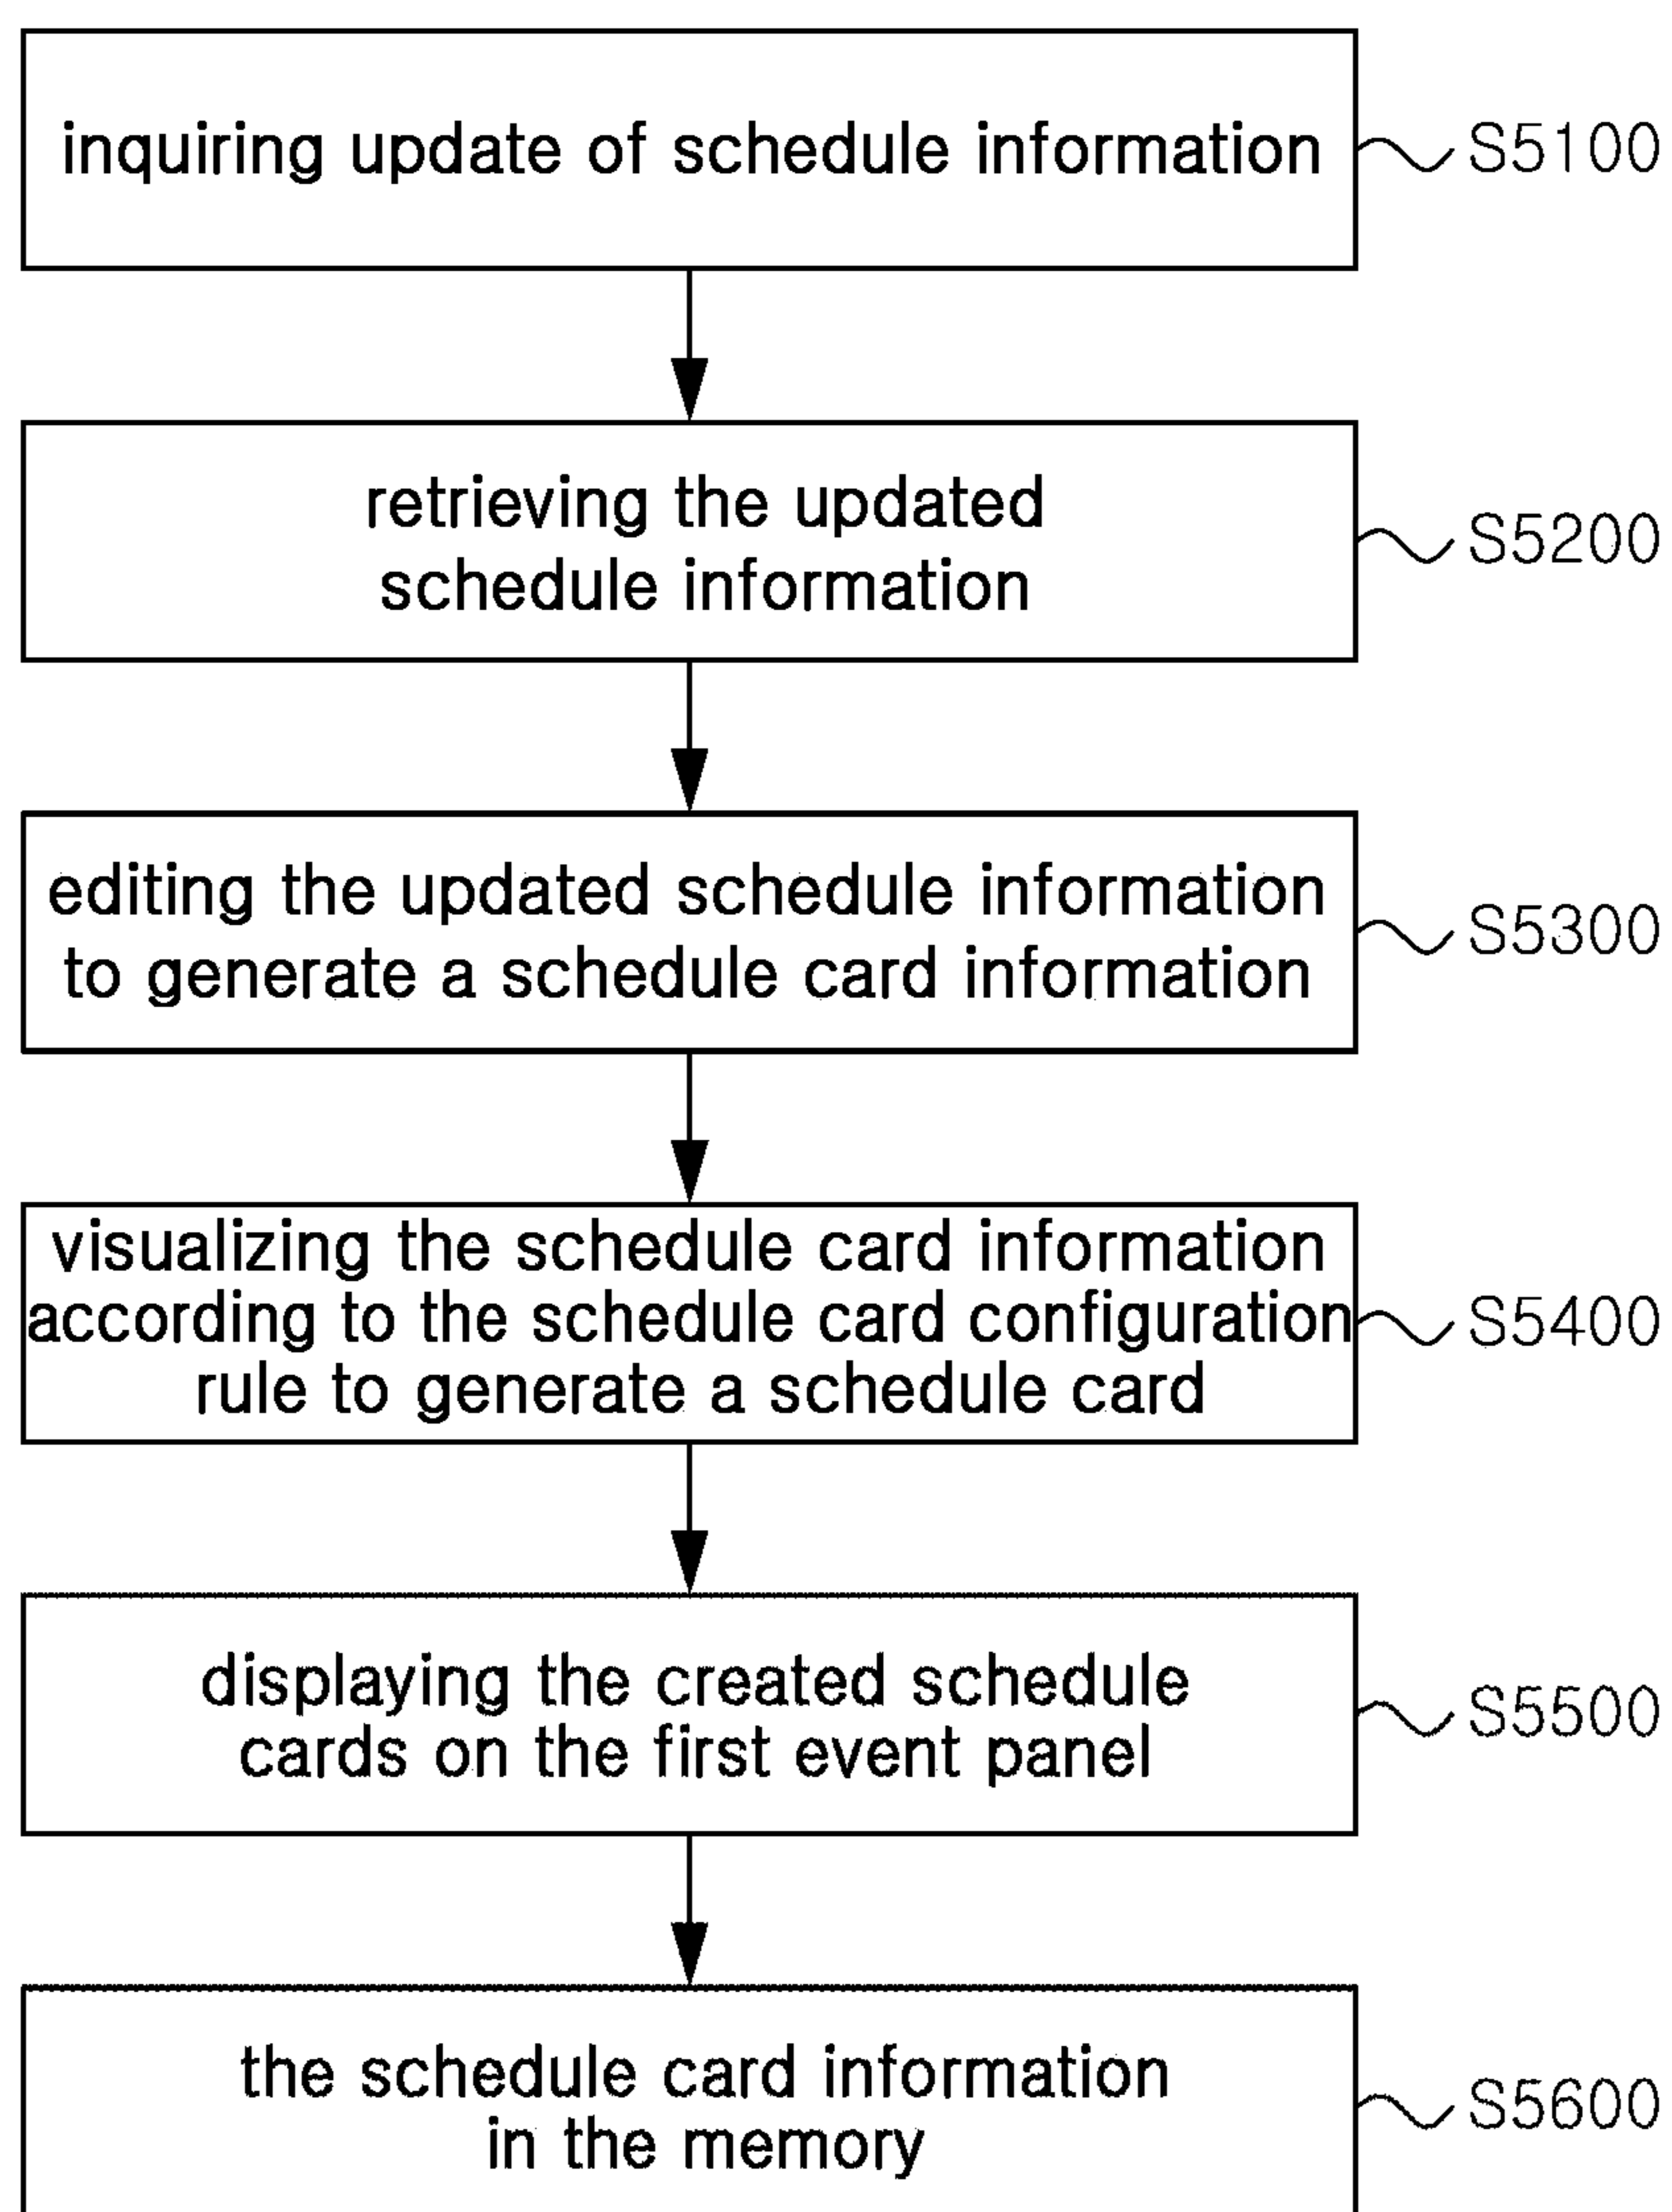 inquiring update of schedule information
S5100
retrieving the updated
schedule information
S5200
editing the updated schedule information
to generate a schedule card information
S5300
visualizing the schedule card information
according to the schedule card configuration
rule to generate a schedule card
S5400
displaying the created schedule
cards on the first event panel
S5500
the schedule card information
in the memory
S5600